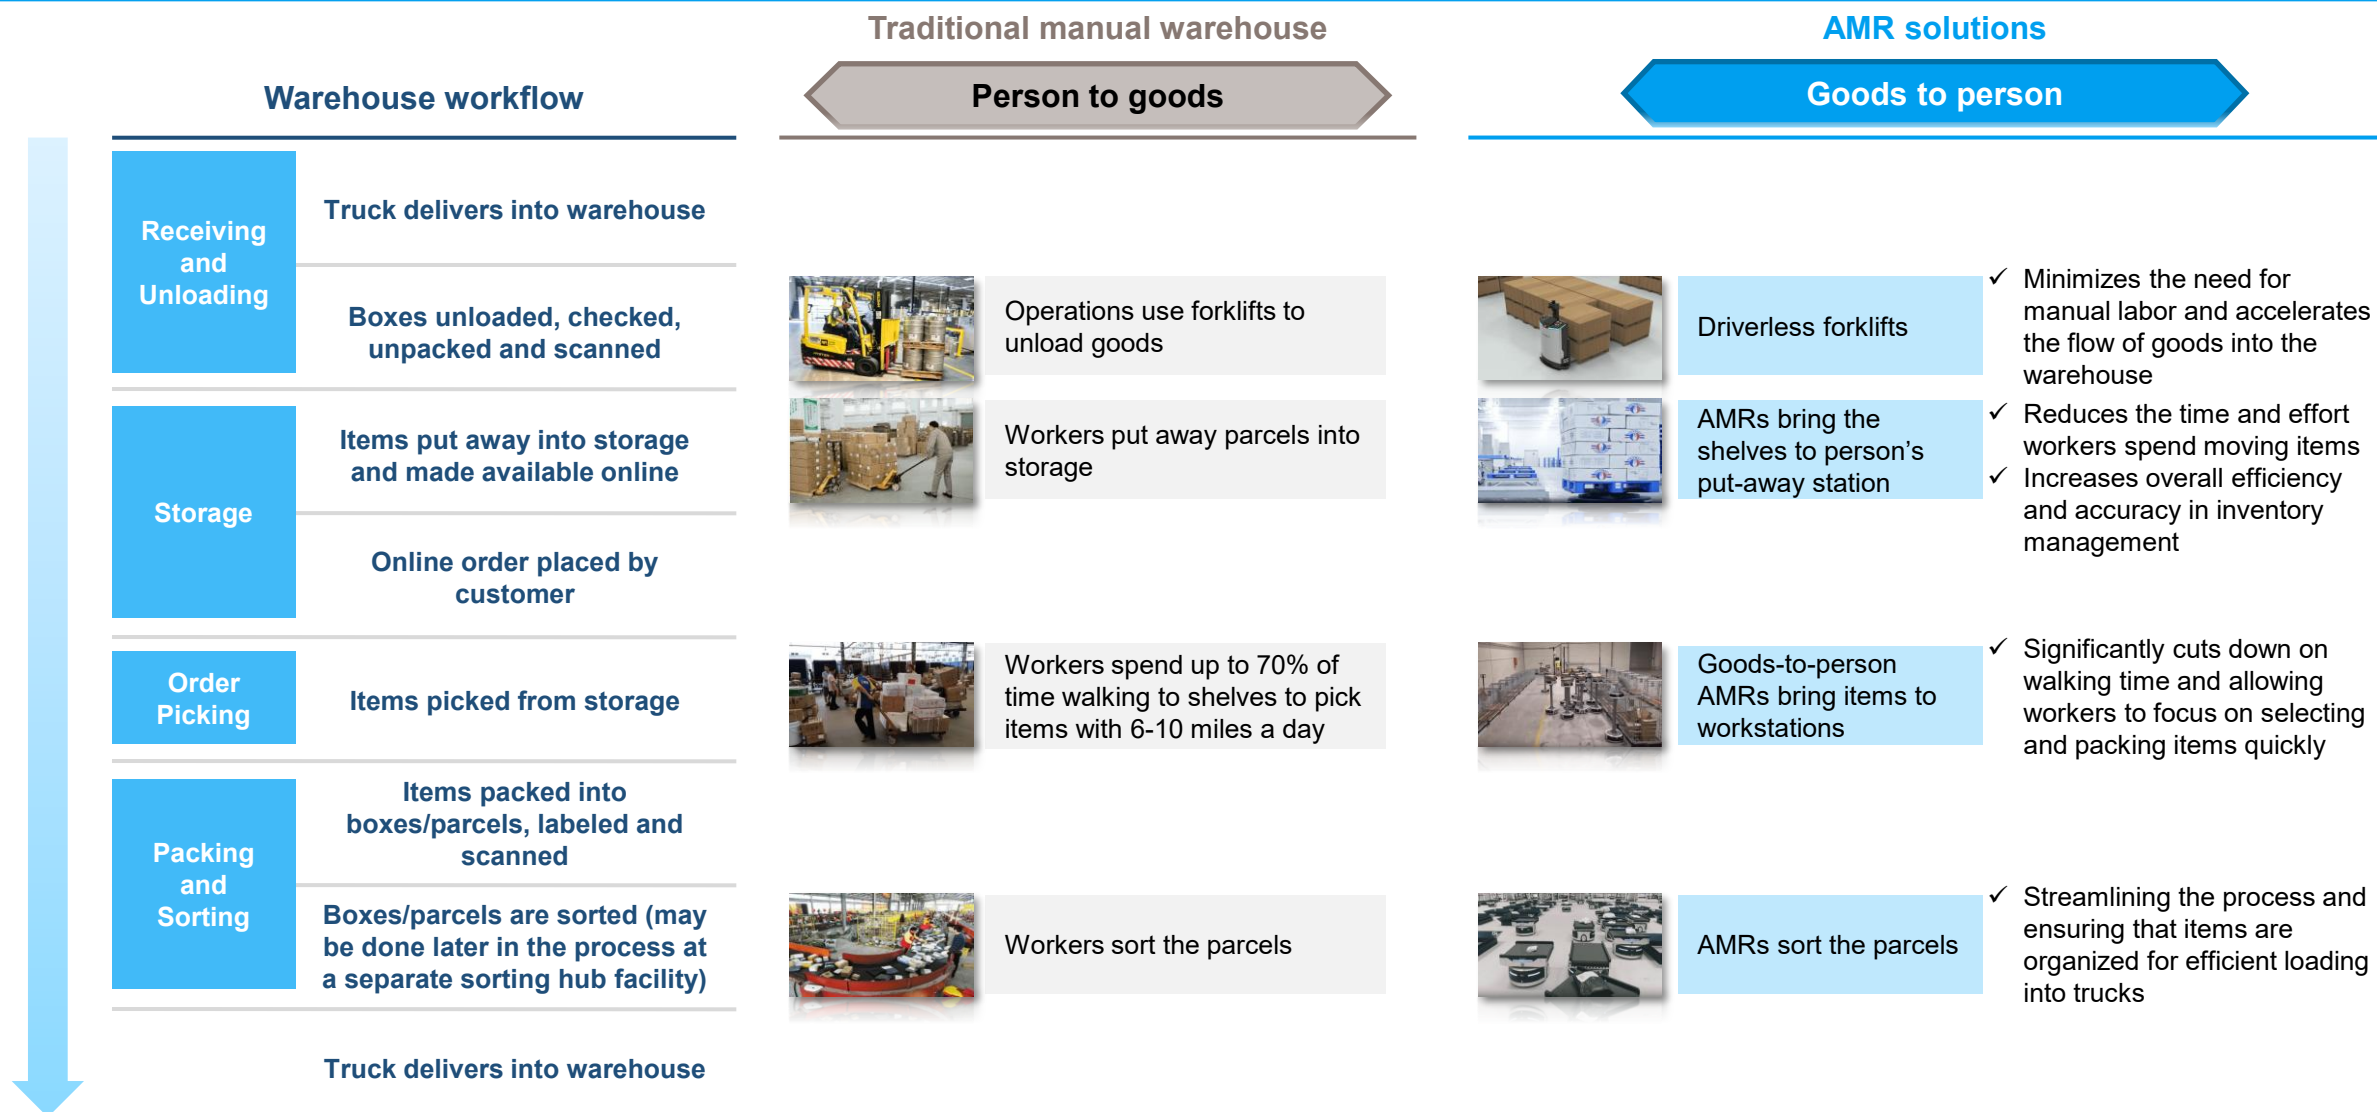 Traditional manual warehouse
AMR solutions
Warehouse workflow
Person to goods
Goods to person
Receiving
and
Unloading
Truck delivers into warehouse
Boxes unloaded, checked,
unpacked and scanned
Operations use forklifts to
unload goods
Driverless forklifts
✓ Minimizes the need for
manual labor and accelerates
the flow of goods into the
warehouse
Storage
Items put away into storage
and made available online
Workers put away parcels into
storage
AMRs bring the
shelves to person’s
put-away station
✓ Reduces the time and effort
workers spend moving items
✓ Increases overall efficiency
and accuracy in inventory
management
Online order placed by
customer
Order
Picking
Items picked from storage
Workers spend up to 70% of
time walking to shelves to pick
items with 6-10 miles a day
Goods-to-person
AMRs bring items to
workstations
✓ Significantly cuts down on
walking time and allowing
workers to focus on selecting
and packing items quickly
Packing
and
Sorting
Items packed into
boxes/parcels, labeled and
scanned
Boxes/parcels are sorted (may
be done later in the process at
a separate sorting hub facility)
Workers sort the parcels
AMRs sort the parcels
✓ Streamlining the process and
ensuring that items are
organized for efficient loading
into trucks
Truck delivers into warehouse